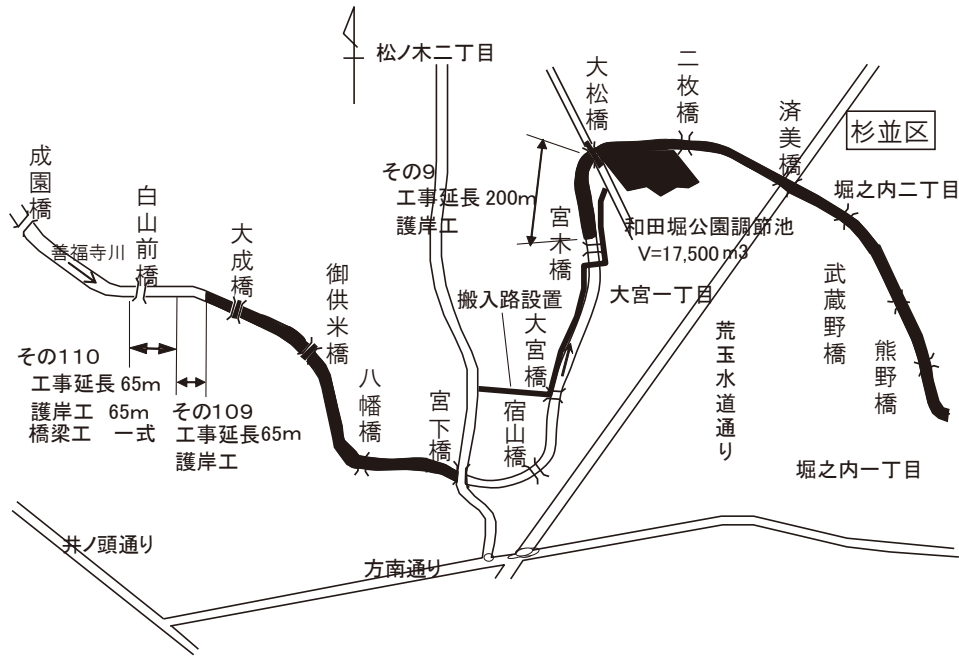 松ノ木二丁目
大松橋
二枚橋
済美橋
杉並区
成園橋
白山前橋
善福寺川
大成橋
御供米橋
その9
工事延長 200m
護岸工
宮木橋
和田堀公園調節池
V=17,500 m3
堀之内二丁目
大宮一丁目
搬入路設置
大宮橋
宿山橋
荒玉水道通り
武蔵野橋
熊野橋
その110
工事延長 65m
護岸工 65m
橋梁工 一式
その109
工事延長65m
護岸工
八幡橋
宮下橋
堀之内一丁目
井ノ頭通り
方南通り